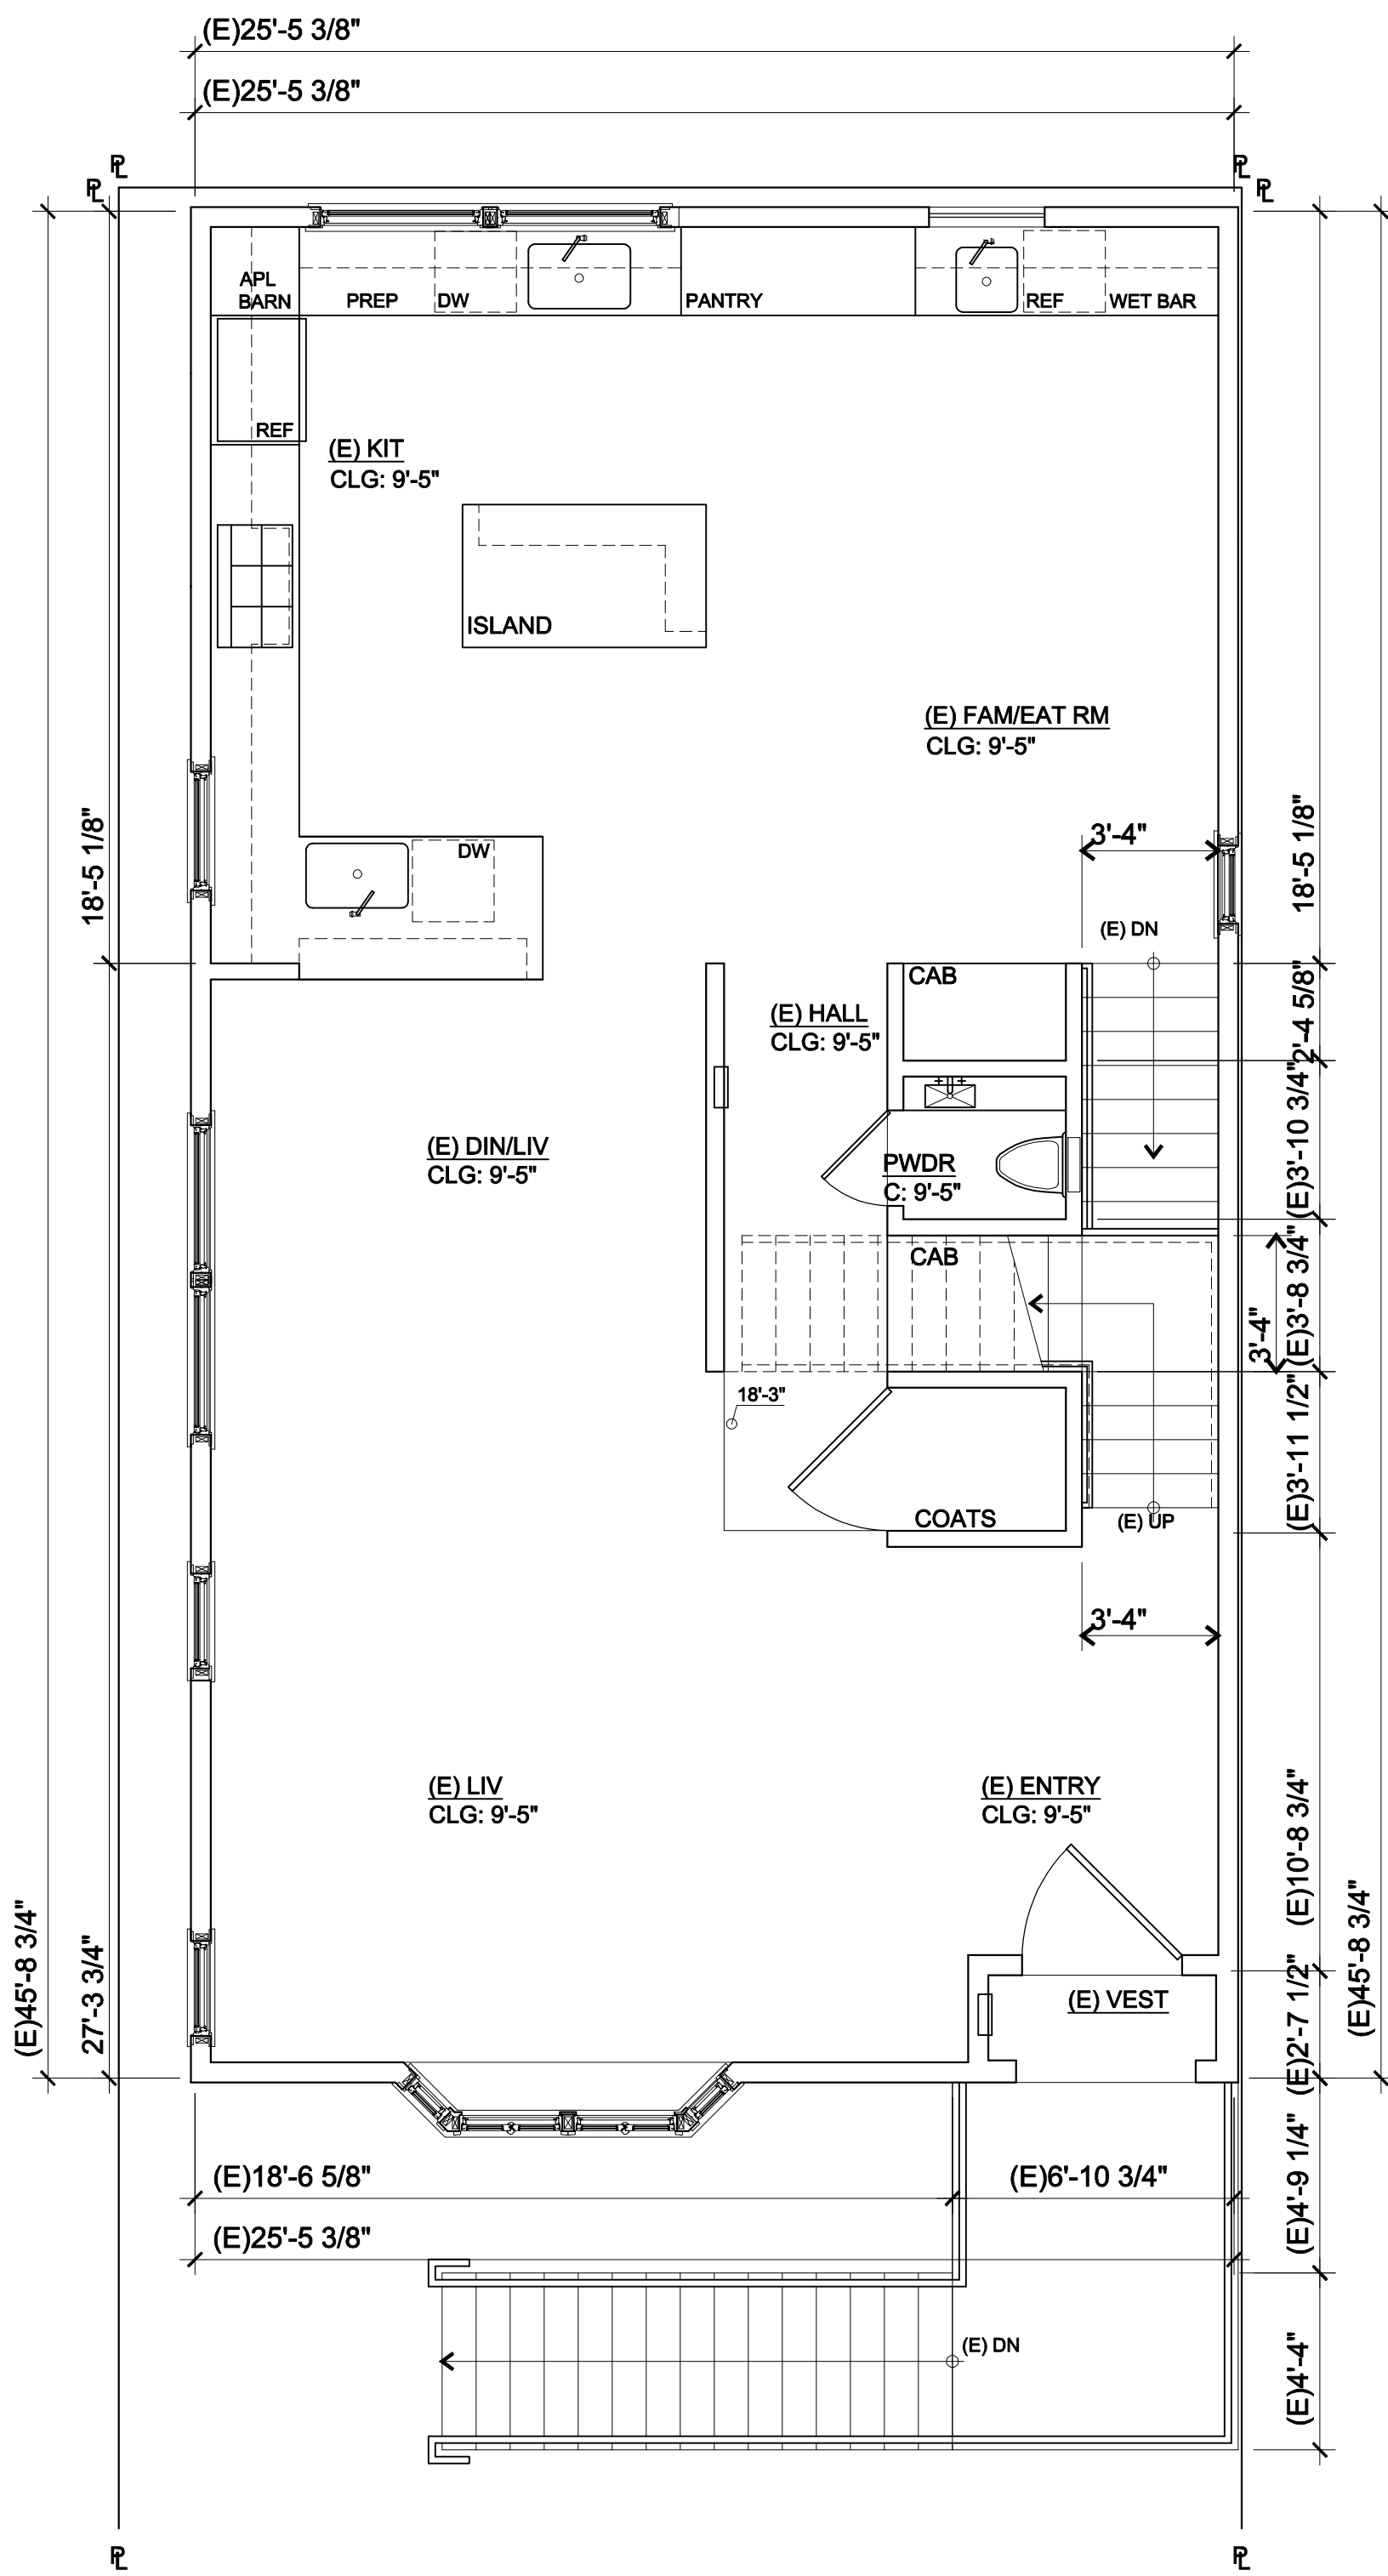 (E)25'-5 3/8"
(E)25'-5 3/8"
PL
PL
PL
PL
APL
BARN
PREP
DW
PANTRY
REF
WET BAR
REF
(E) KIT
CLG: 9'-5"
ISLAND
(E) FAM/EAT RM
CLG: 9'-5"
18'-5 1/8"
DW
3'-4"
18'-5 1/8"
(E) DN
CAB
(E) HALL
CLG: 9'-5"
2'-4 5/8"
(E) DIN/LIV
CLG: 9'-5"
PWDR
C: 9'-5"
(E)3'-10 3/4"
CAB
(E)3'-8 3/4"
3'-4"
18'-3"
COATS
(E) UP
(E)3'-11 1/2"
3'-4"
(E) LIV
CLG: 9'-5"
(E) ENTRY
CLG: 9'-5"
(E)10'-8 3/4"
(E)45'-8 3/4"
27'-3 3/4"
(E)45'-8 3/4"
(E) VEST
(E)2'-7 1/2"
(E)18'-6 5/8"
(E)6'-10 3/4"
(E)4'-9 1/4"
(E)25'-5 3/8"
(E) DN
(E)4'-4"
PL
PL